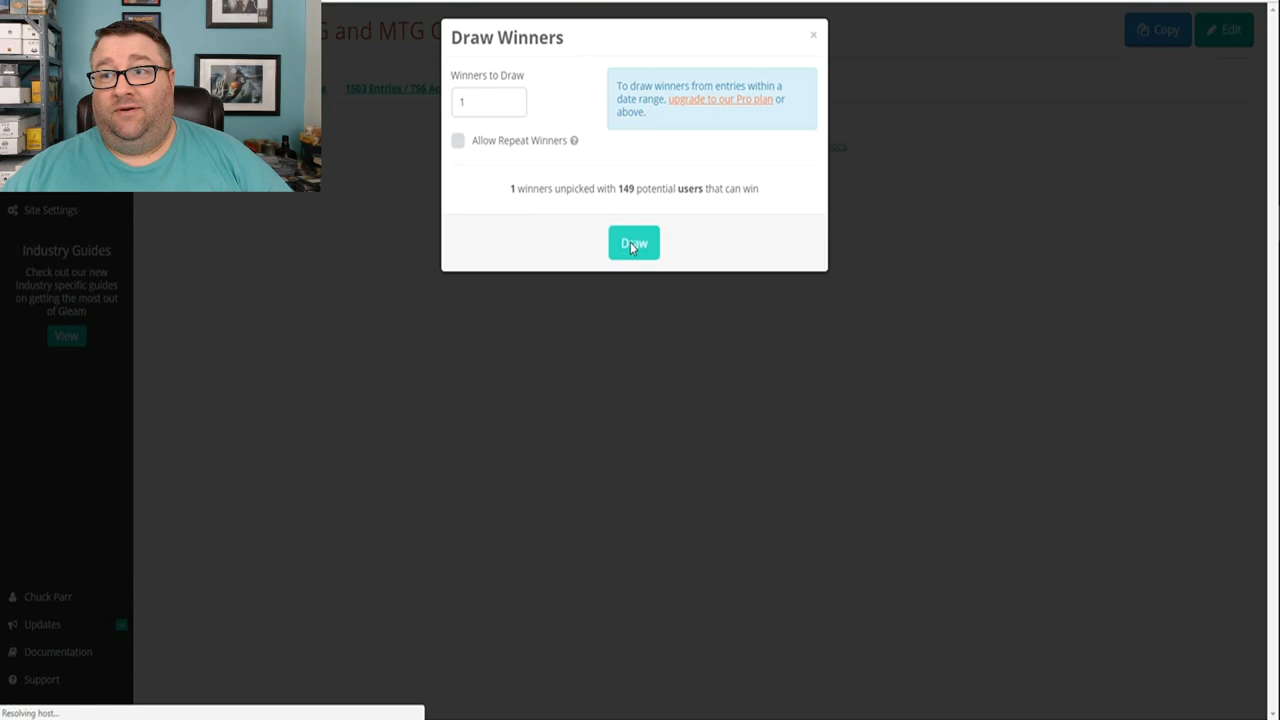 G and MTG
Copy
Edit
Draw Winners
×
Winners to Draw
1
To draw winners from entries within a
date range, upgrade to our Pro plan or
above.
1503 Entries / 756
Allow Repeat Winners
1 winners unpicked with 149 potential users that can win
Draw
Site Settings
Industry Guides
Check out our new
Industry specific guides
on getting the most out
of Gleam
View
Chuck Parr
Updates
Documentation
Support
Resolving host...